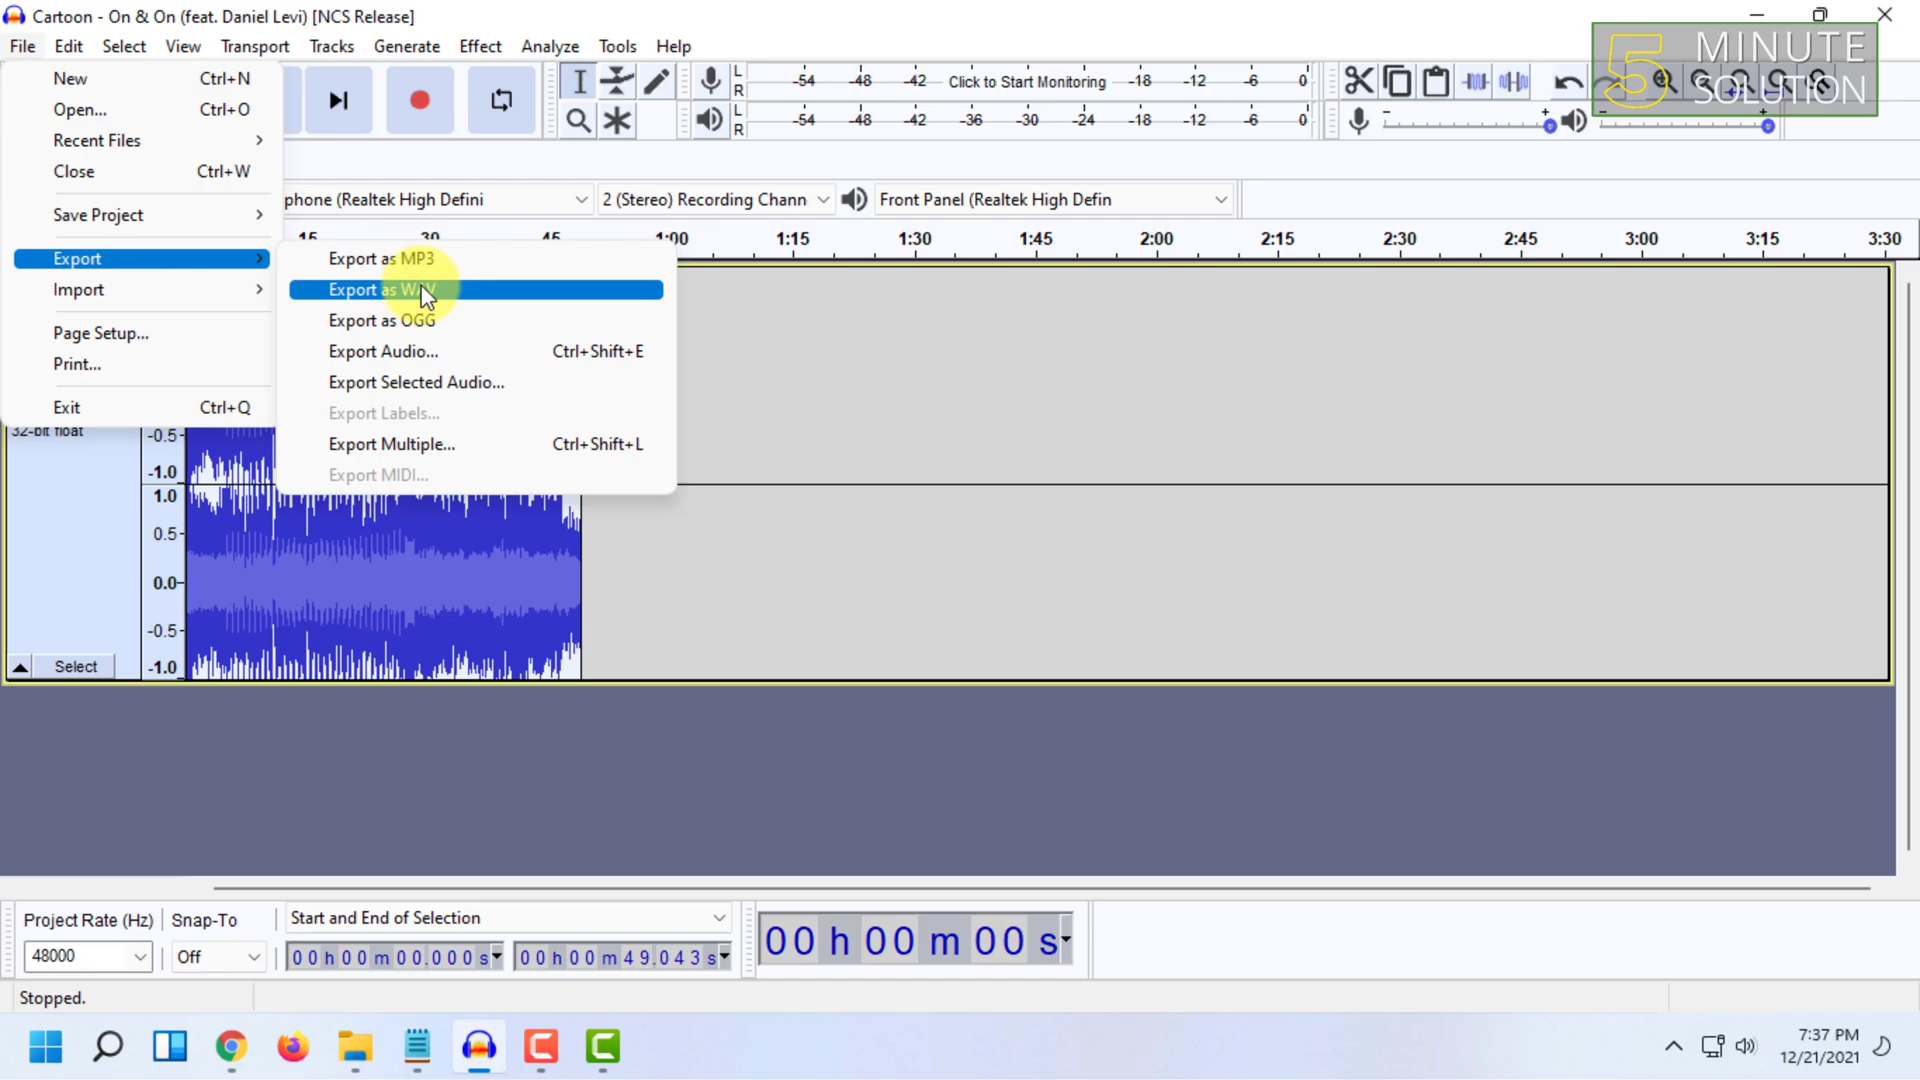 Cartoon - On & On (feat. Daniel Levi) [NCS Release]
File Edit Select View Transport Tracks Generate Effect Analyze Tools Help
5 MINUTE SOLUTION
New Ctrl+N
Open... Ctrl+O
Recent Files
Close Ctrl+W
Save Project
Export
Import
Page Setup...
Print...
Exit Ctrl+Q
L R -54 -48 -42 Click to Start Monitoring -18 -12 -6 0
L R -54 -48 -42 -36 -30 -24 -18 -12 -6 0
- +
- +
phone (Realtek High Defini 2 (Stereo) Recording Chann Front Panel (Realtek High Defin
15 30 45 1:00 1:15 1:30 1:45 2:00 2:15 2:30 2:45 3:00 3:15 3:30
Export as MP3
Export as WAV
Export as OGG
Export Audio... Ctrl+Shift+E
Export Selected Audio...
Export Labels...
Export Multiple... Ctrl+Shift+L
Export MIDI...
32-bit float
-0.5
-1.0
1.0
0.5
0.0
-0.5
-1.0
Select
Project Rate (Hz) Snap-To Start and End of Selection
48000 Off 00 h 00 m 00.000 s 00 h 00 m 49.043 s
00 h 00 m 00 s
Stopped.
7:37 PM
12/21/2021